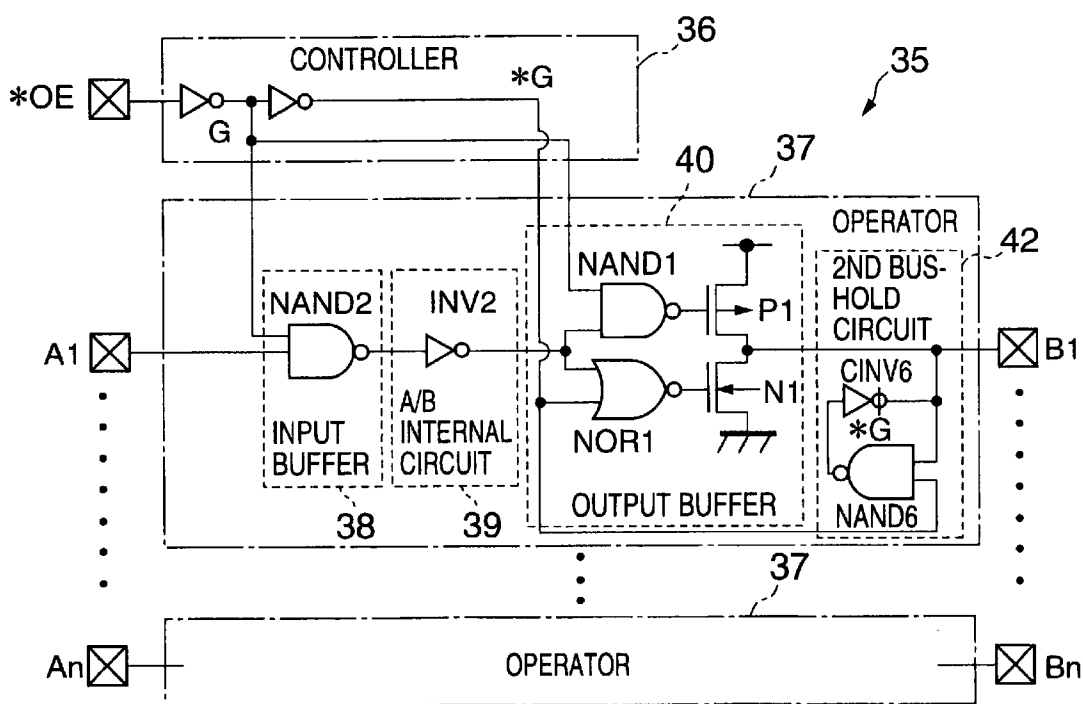 36
CONTROLLER
*G
35
*OE
G
40
37
OPERATOR
42
NAND1
2ND BUS-
HOLD
CIRCUIT
NAND2
INV2
P1
A1
B1
CINV6
N1
*G
A/B
INTERNAL
CIRCUIT
INPUT
BUFFER
NOR1
OUTPUT BUFFER
NAND6
38
39
37
An
OPERATOR
Bn